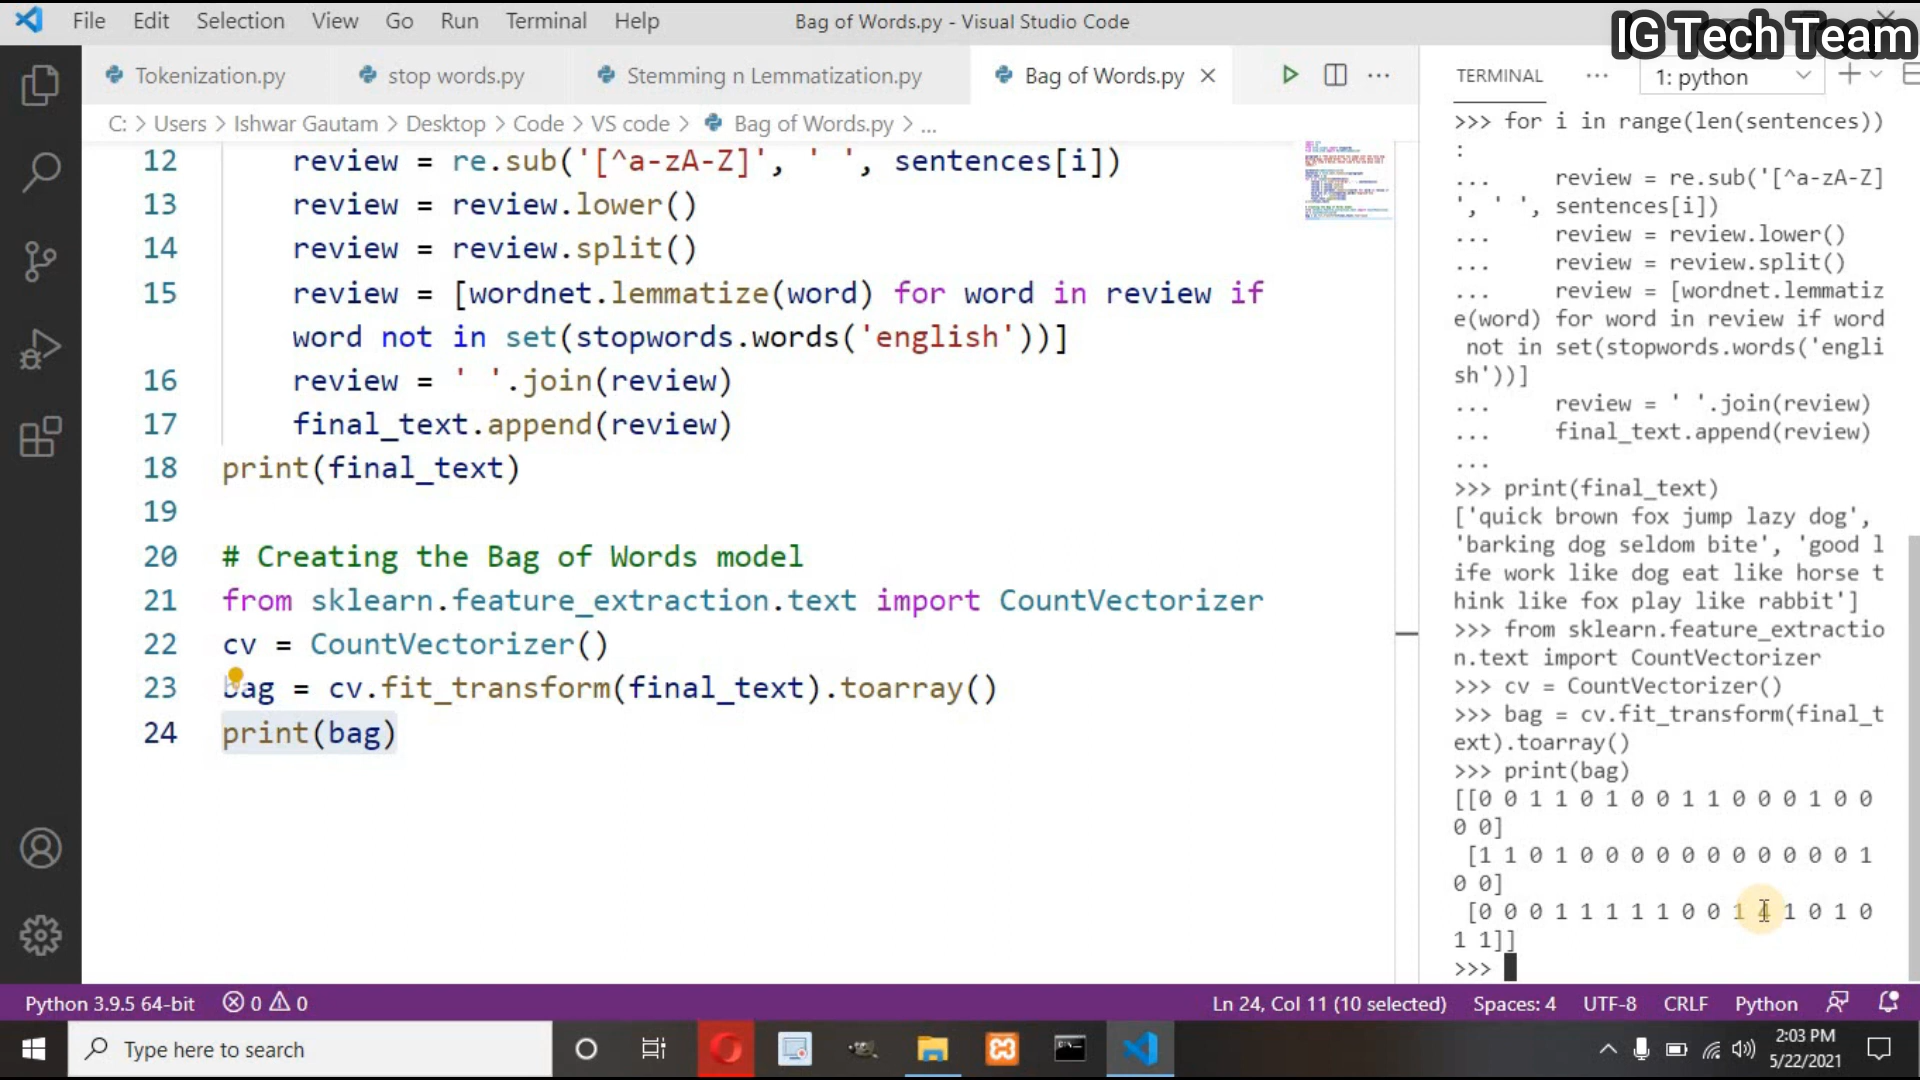 File Edit Selection View Go Run Terminal Help Bag of Words.py - Visual Studio Code
IG Tech Team
Tokenization.py stop words.py Stemming n Lemmatization.py Bag of Words.py
TERMINAL 1: python
C: > Users > Ishwar Gautam > Desktop > Code > VS code > Bag of Words.py > ...
12 review = re.sub('[^a-zA-Z]', ' ', sentences[i])
13 review = review.lower()
14 review = review.split()
15 review = [wordnet.lemmatize(word) for word in review if
word not in set(stopwords.words('english'))]
16 review = ' '.join(review)
17 final_text.append(review)
18 print(final_text)
19
20 # Creating the Bag of Words model
21 from sklearn.feature_extraction.text import CountVectorizer
22 cv = CountVectorizer()
23 bag = cv.fit_transform(final_text).toarray()
24 print(bag)
>>> for i in range(len(sentences))
:
... review = re.sub('[^a-zA-Z]
', ' ', sentences[i])
... review = review.lower()
... review = review.split()
... review = [wordnet.lemmatiz
e(word) for word in review if word
not in set(stopwords.words('engli
sh'))]
... review = ' '.join(review)
... final_text.append(review)
...
>>> print(final_text)
['quick brown fox jump lazy dog',
'barking dog seldom bite', 'good l
ife work like dog eat like horse t
hink like fox play like rabbit']
>>> from sklearn.feature_extractio
n.text import CountVectorizer
>>> cv = CountVectorizer()
>>> bag = cv.fit_transform(final_t
ext).toarray()
>>> print(bag)
[[0 0 1 1 0 1 0 0 1 1 0 0 0 1 0 0
0 0]
[1 1 0 1 0 0 0 0 0 0 0 0 0 0 0 1
0 0]
[0 0 0 1 1 1 1 1 0 0 1 4 1 0 1 0
1 1]]
>>>
Python 3.9.5 64-bit 0 0 Ln 24, Col 11 (10 selected) Spaces: 4 UTF-8 CRLF Python
Type here to search
2:03 PM
5/22/2021